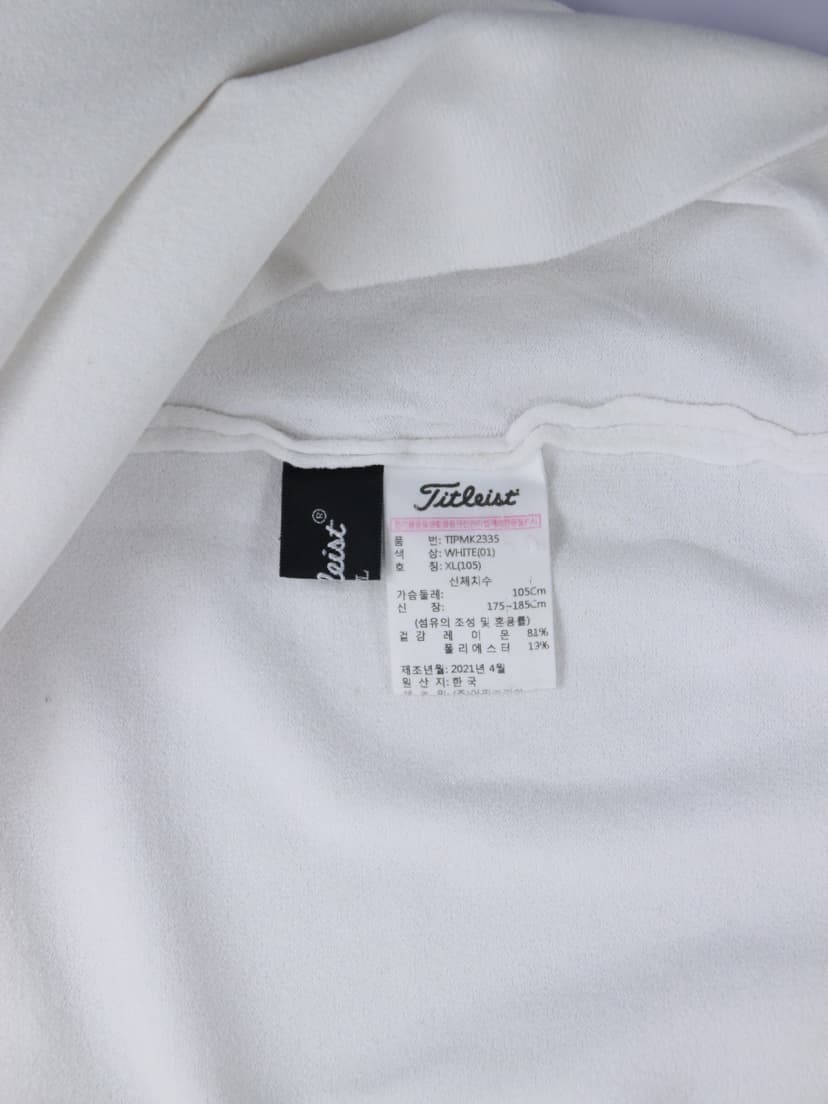 leist®
XL
Titleist
품 번: TIPMK2335
색 상: WHITE(01)
호 칭: XL(105)
신체치수
가슴둘레: 105Cm
신 장: 175~185Cm
(섬유의 조성 및 혼용률)
겉감 레이온 81%
폴리에스터 19%
제조년월: 2021년 4월
원 산 지: 한국